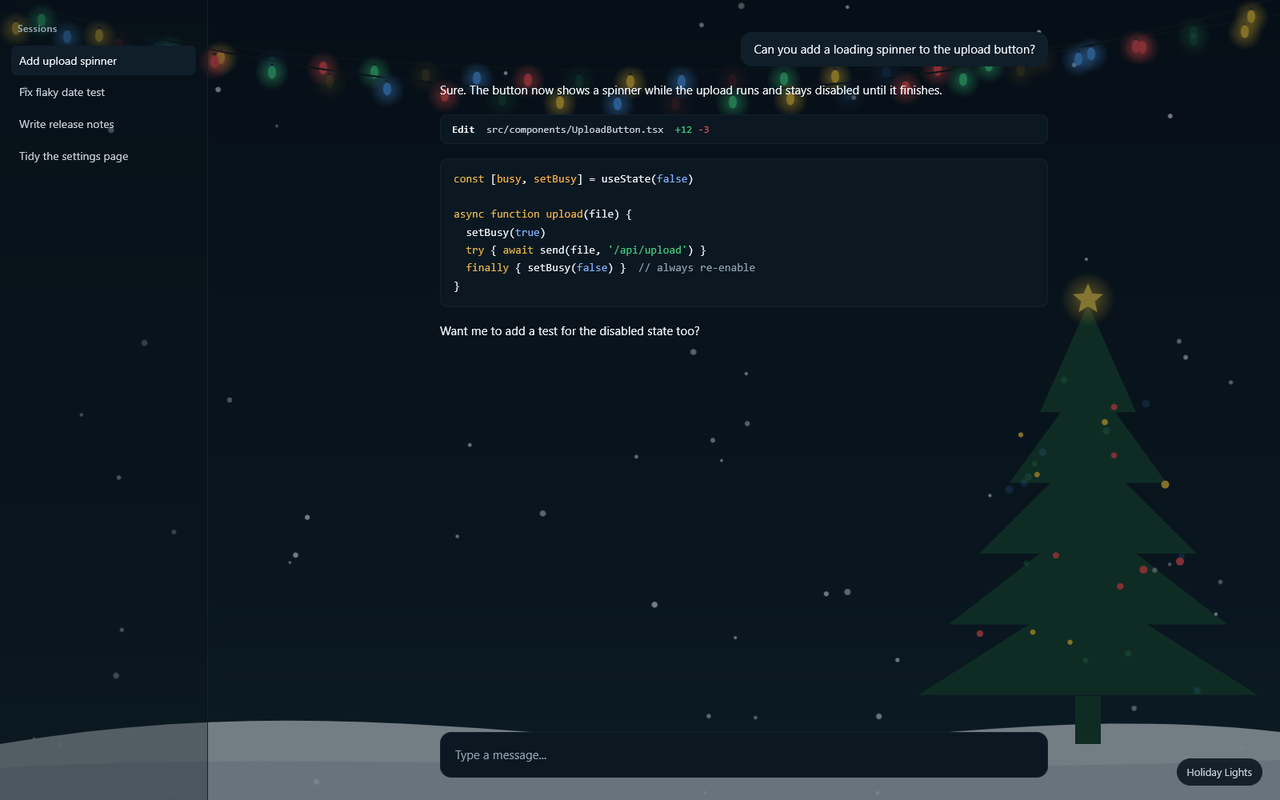 Sessions
Add upload spinner
Fix flaky date test
Write release notes
Tidy the settings page
Can you add a loading spinner to the upload button?
Sure. The button now shows a spinner while the upload runs and stays disabled until it finishes.
Edit src/components/UploadButton.tsx +12 -3
const [busy, setBusy] = useState(false)
async function upload(file) {
  setBusy(true)
  try { await send(file, '/api/upload') }
  finally { setBusy(false) }  // always re-enable
}
Want me to add a test for the disabled state too?
Type a message...
Holiday Lights